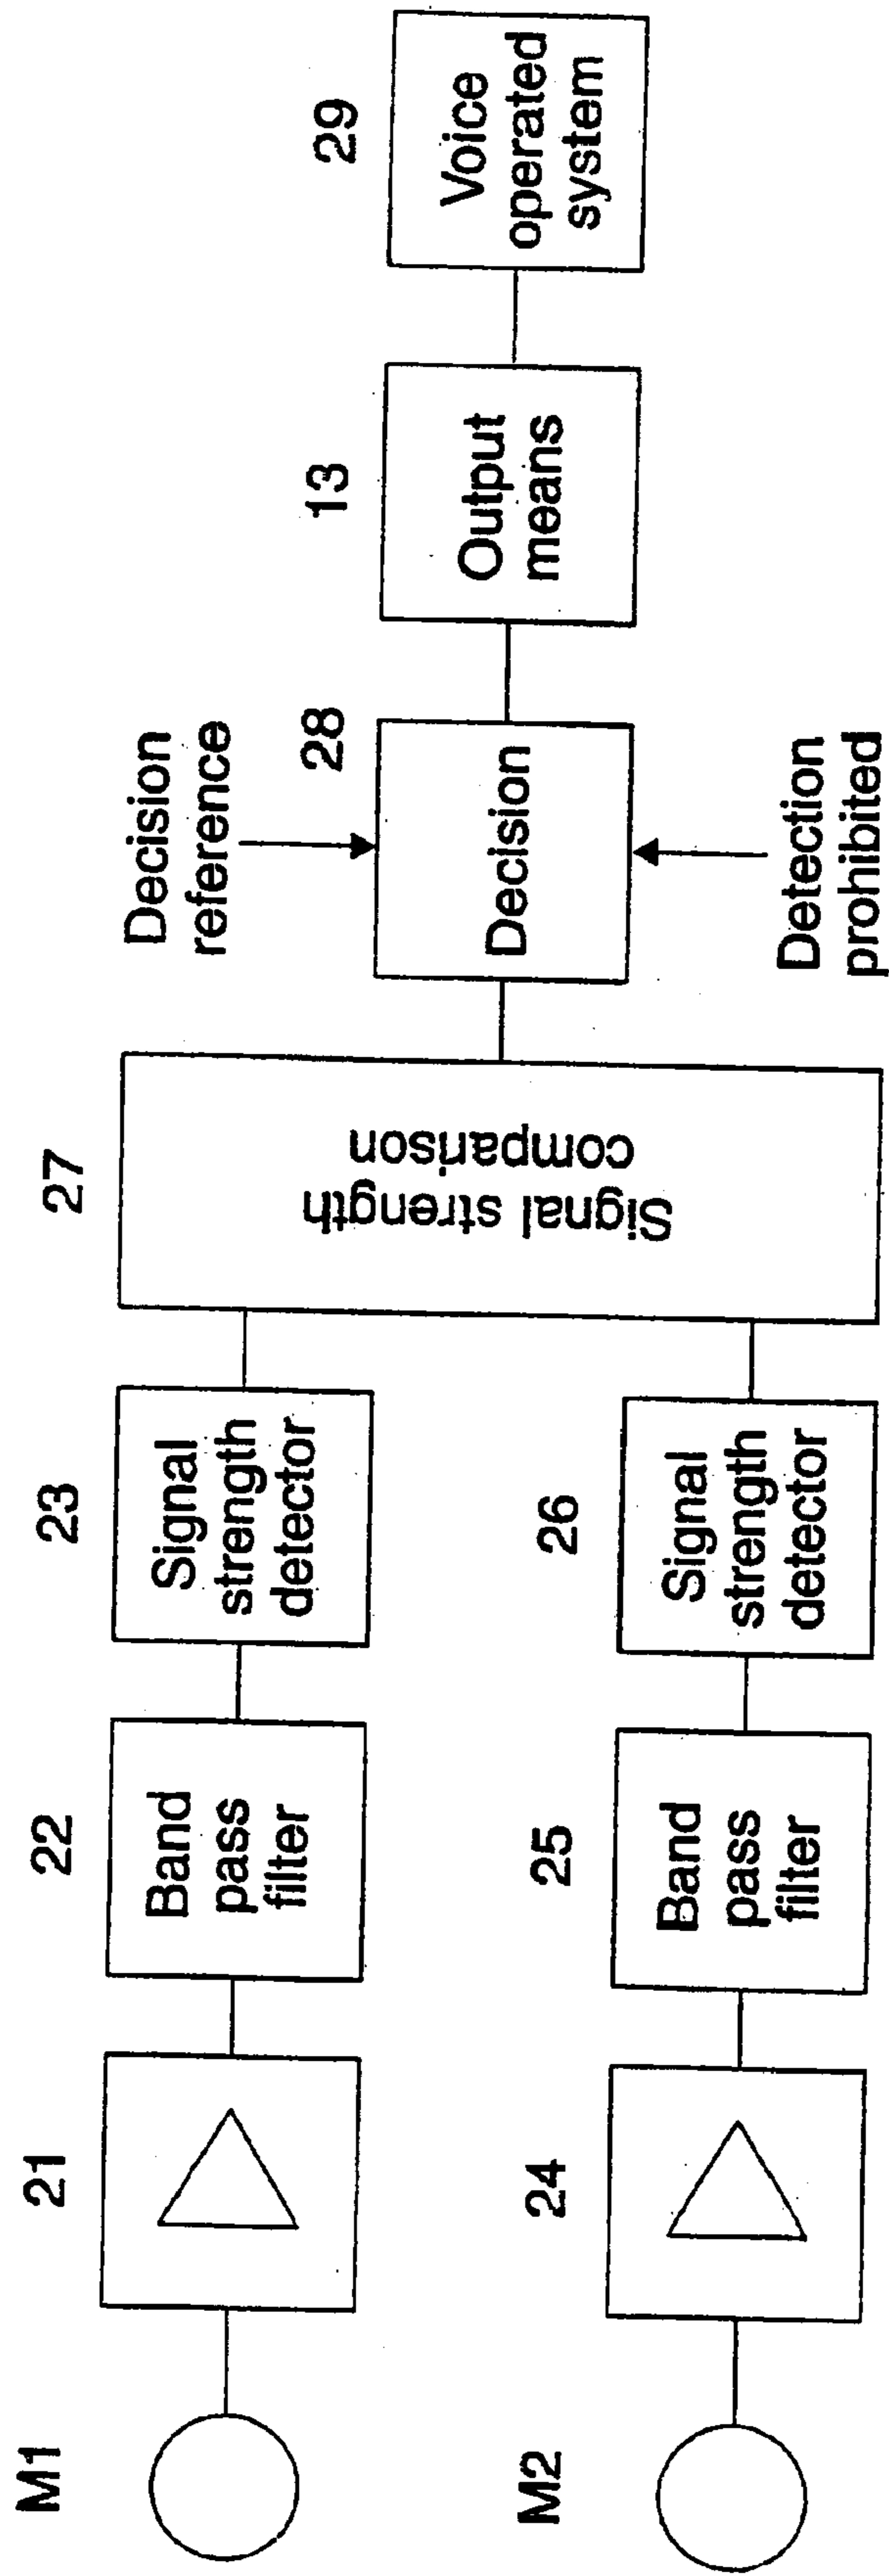 M1
21
22
Band
pass
filter
23
Signal
strength
detector
M2
24
25
Band
pass
filter
26
Signal
strength
detector
27
Signal strength
comparison
Decision
reference
28
Decision
Detection
prohibited
13
Output
means
29
Voice
operated
system